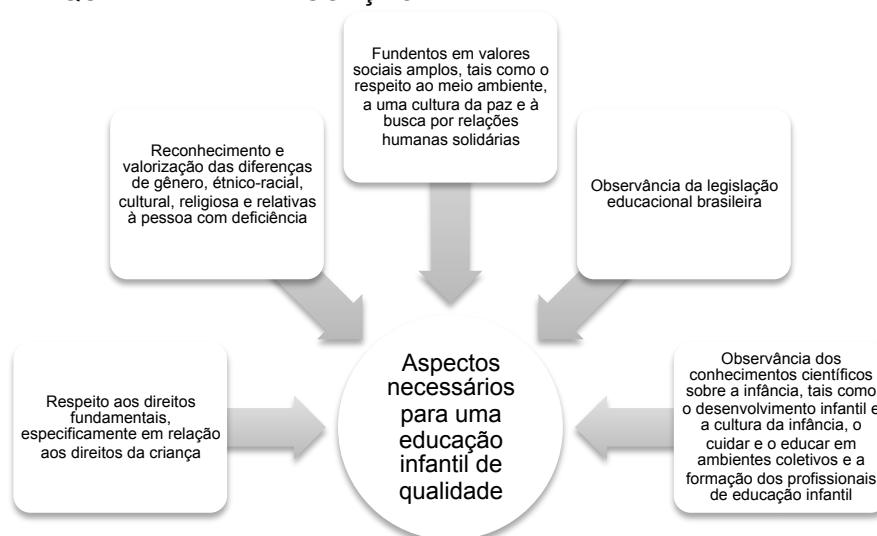 Fundentos em valores
sociais amplos, tais como o
respeito ao meio ambiente,
a uma cultura da paz e à
busca por relações
humanas solidárias
Reconhecimento e
valorização das diferenças
de gênero, étnico-racial,
cultural, religiosa e relativas
à pessoa com deficiência
Observância da legislação
educacional brasileira
Respeito aos direitos
fundamentais,
especificamente em relação
aos direitos da criança
Aspectos
necessários
para uma
educação
infantil de
qualidade
Observância dos
conhecimentos científicos
sobre a infância, tais como
o desenvolvimento infantil e
a cultura da infância, o
cuidar e o educar em
ambientes coletivos e a
formação dos profissionais
de educação infantil